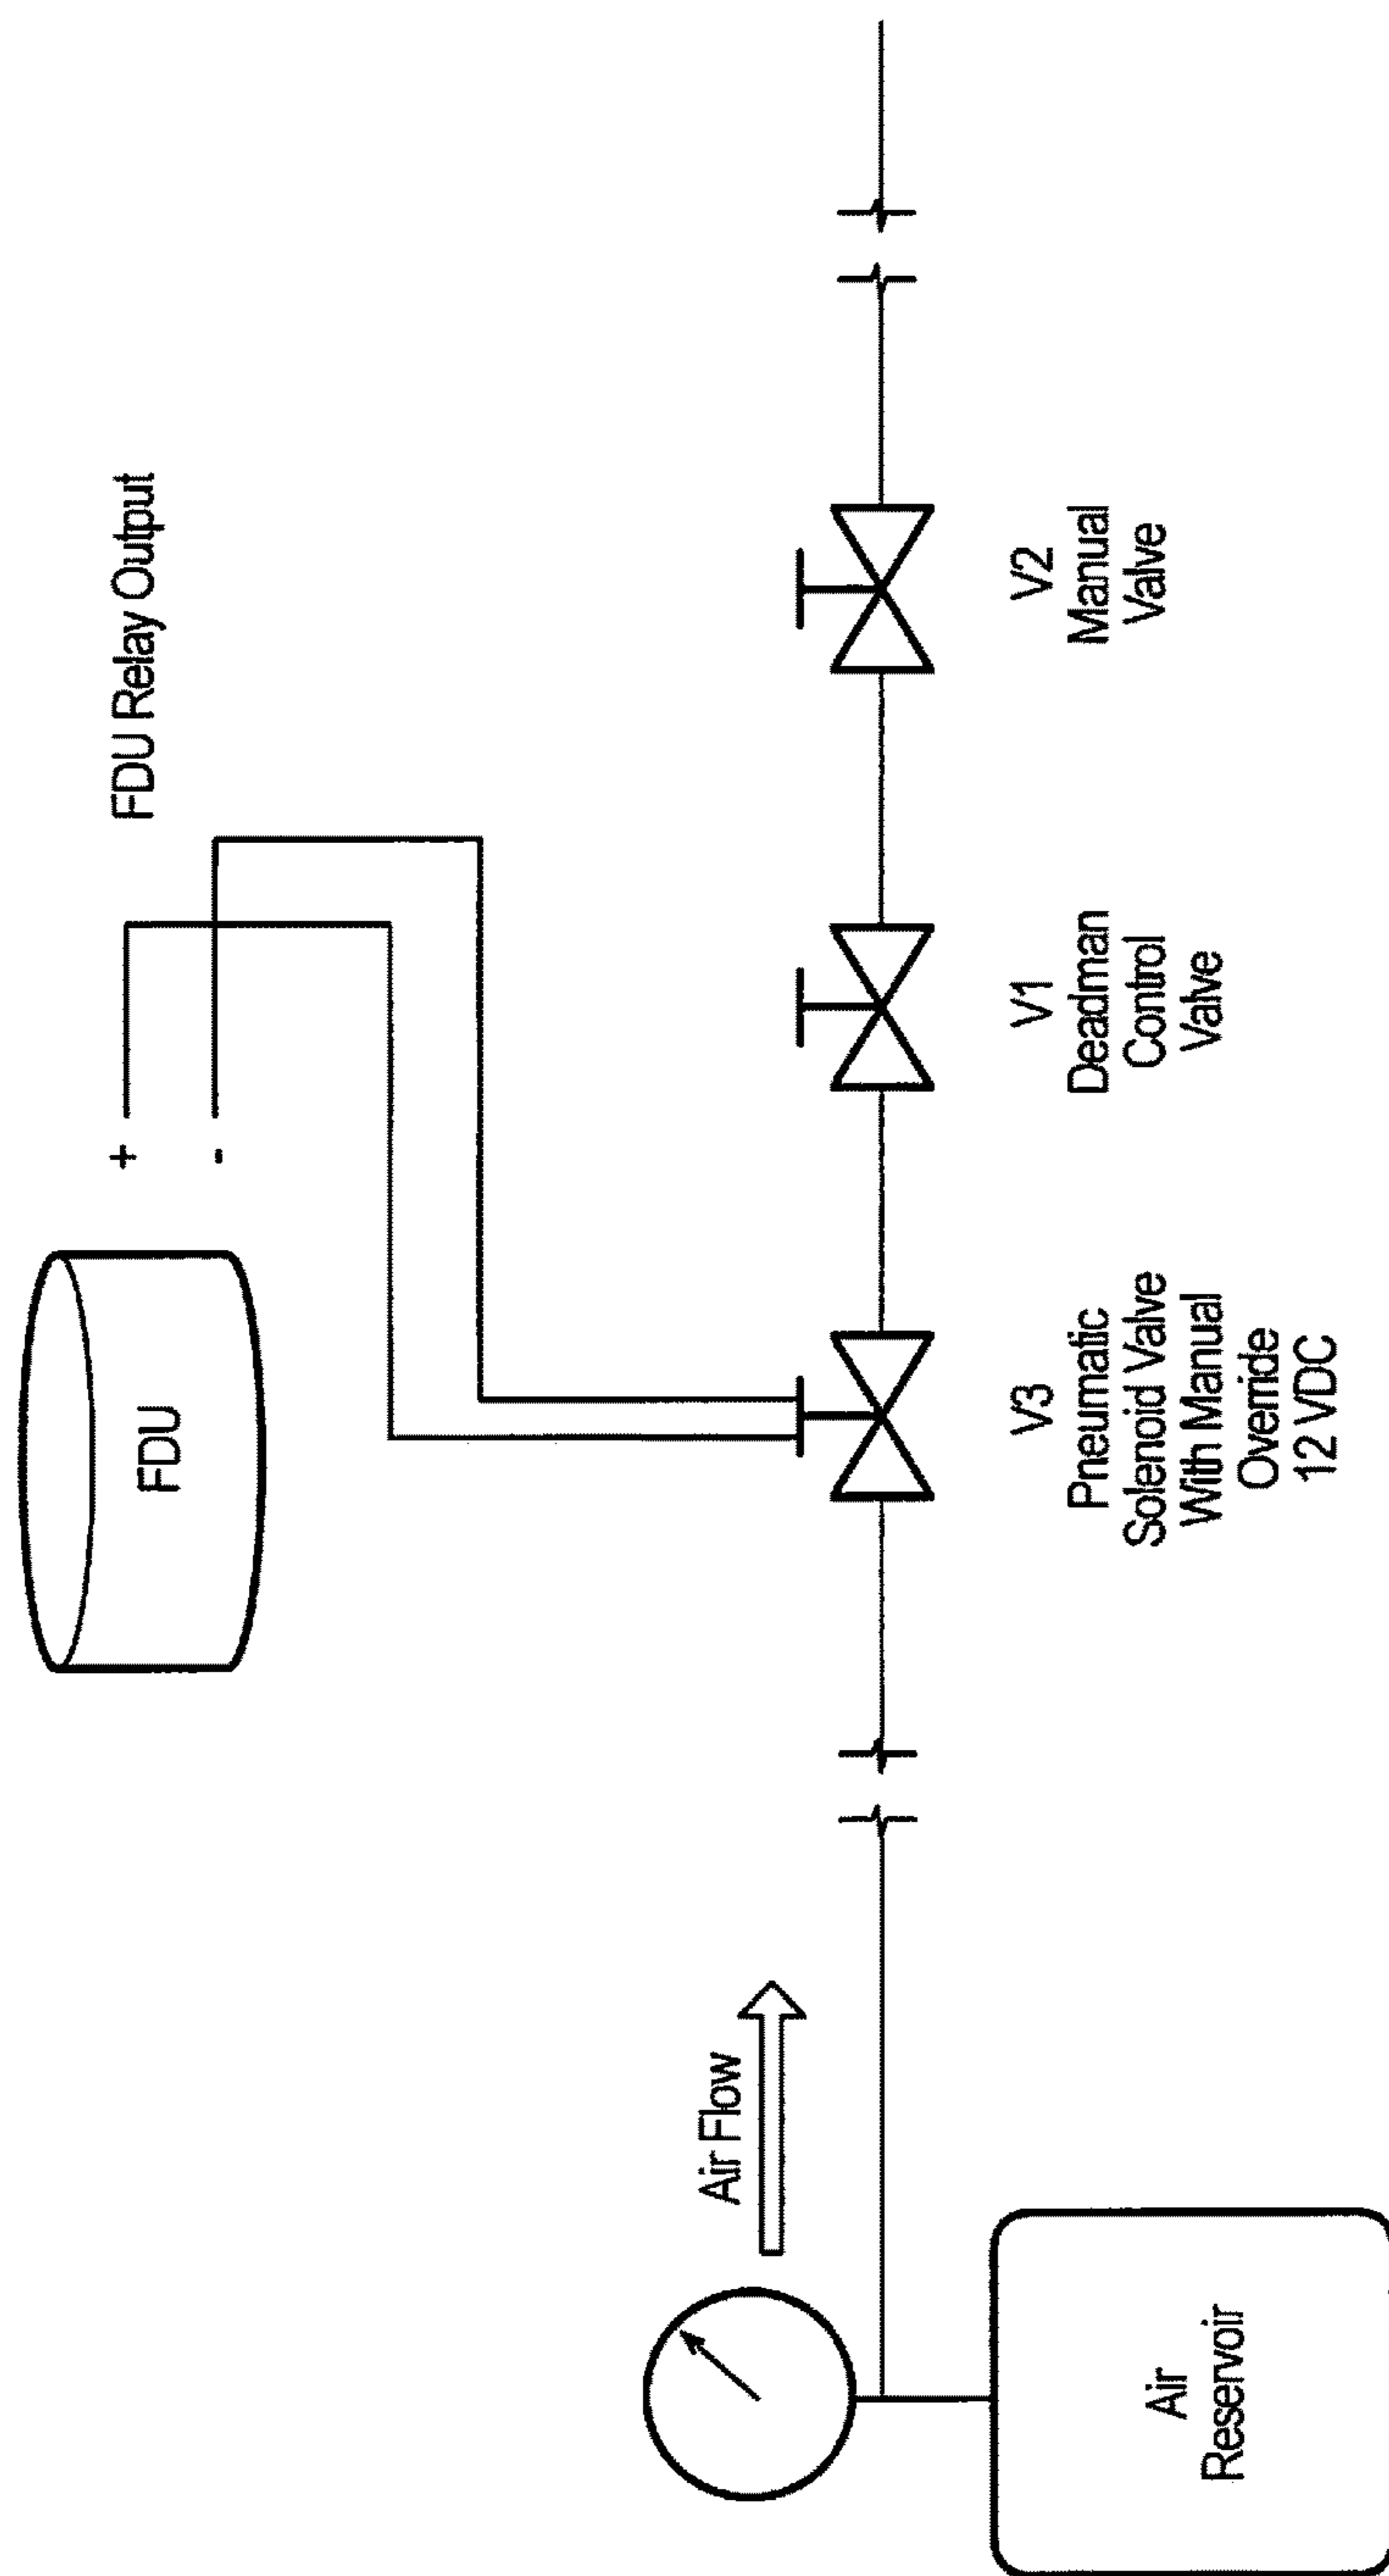 FDU
+
-
FDU Relay Output
Air Flow
Air
Reservoir
V3
Pneumatic
Solenoid Valve
With Manual
Override
12 VDC
V1
Deadman
Control
Valve
V2
Manual
Valve